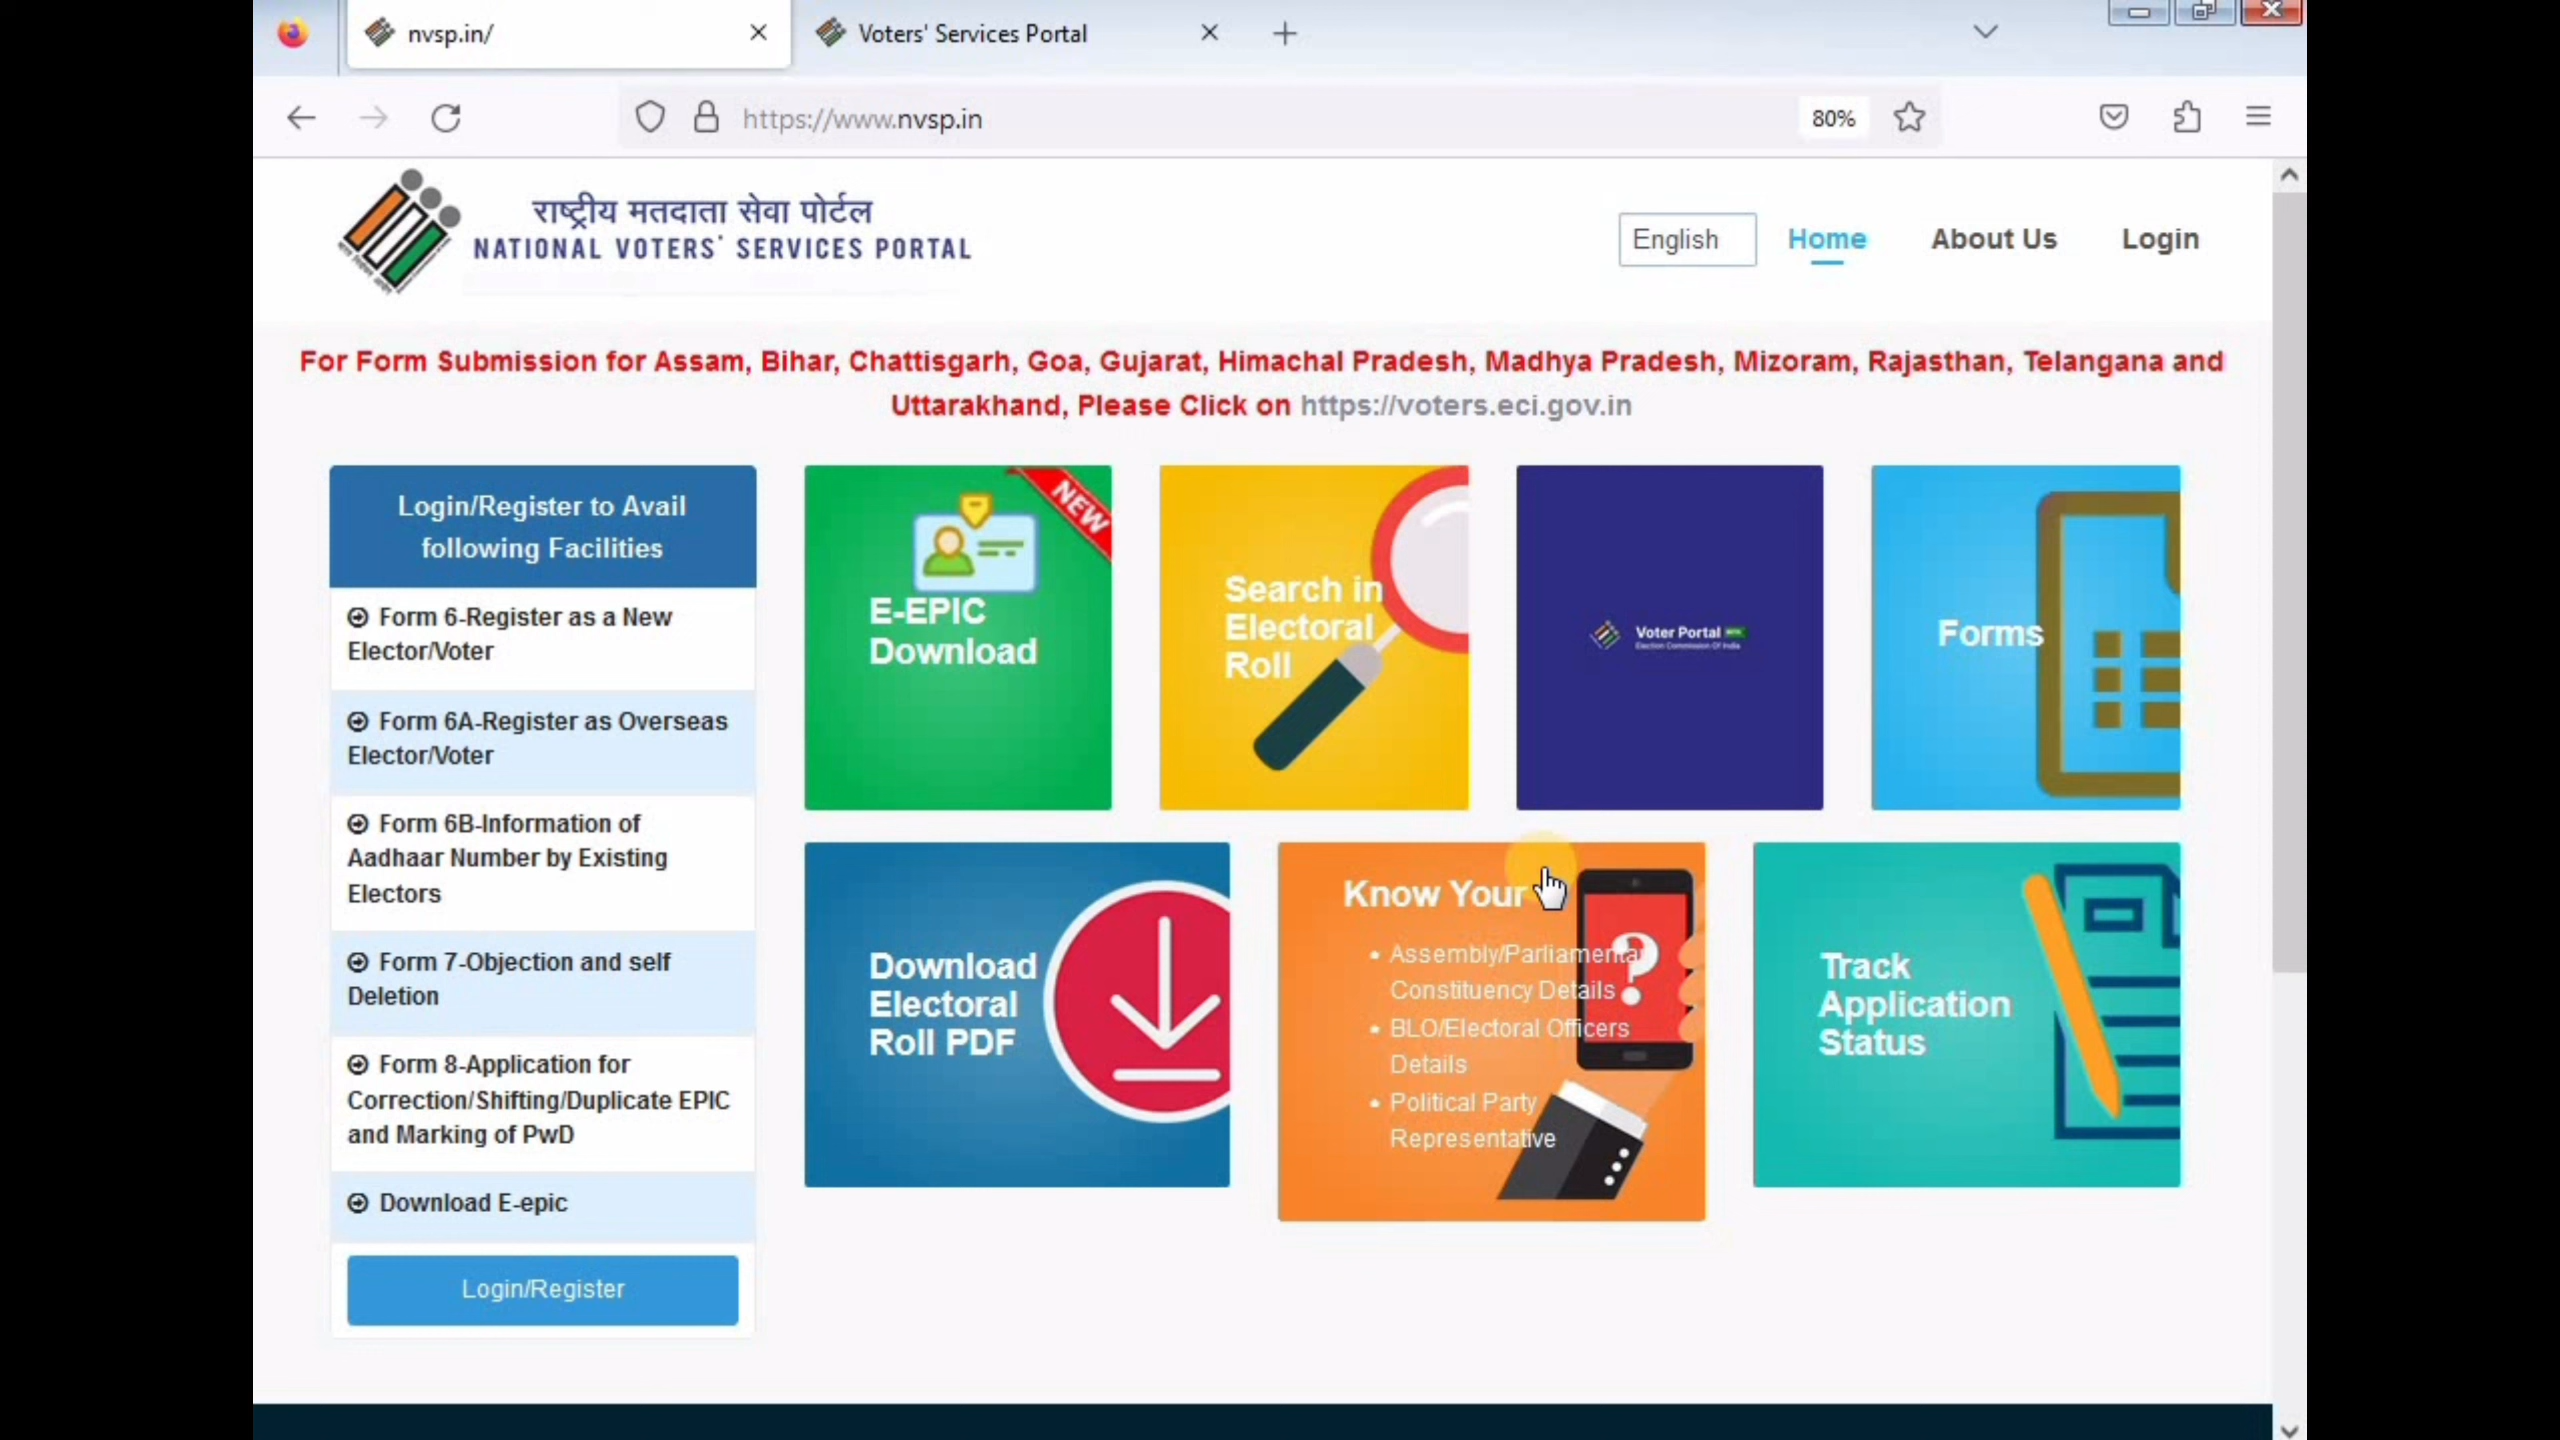 nvsp.in/
Voters' Services Portal
https://www.nvsp.in
80%
राष्ट्रीय मतदाता सेवा पोर्टल
NATIONAL VOTERS' SERVICES PORTAL
English
Home
About Us
Login
For Form Submission for Assam, Bihar, Chattisgarh, Goa, Gujarat, Himachal Pradesh, Madhya Pradesh, Mizoram, Rajasthan, Telangana and
Uttarakhand, Please Click on https://voters.eci.gov.in
Login/Register to Avail
following Facilities
Form 6-Register as a New
Elector/Voter
Form 6A-Register as Overseas
Elector/Voter
Form 6B-Information of
Aadhaar Number by Existing
Electors
Form 7-Objection and self
Deletion
Form 8-Application for
Correction/Shifting/Duplicate EPIC
and Marking of PwD
Download E-epic
Login/Register
NEW
E-EPIC
Download
Search in
Electoral
Roll
Voter Portal
Election Commission Of India
Forms
Download
Electoral
Roll PDF
Know Your
• Assembly/Parliamentar
Constituency Details
• BLO/Electoral Officers
Details
• Political Party
Representative
?
Track
Application
Status